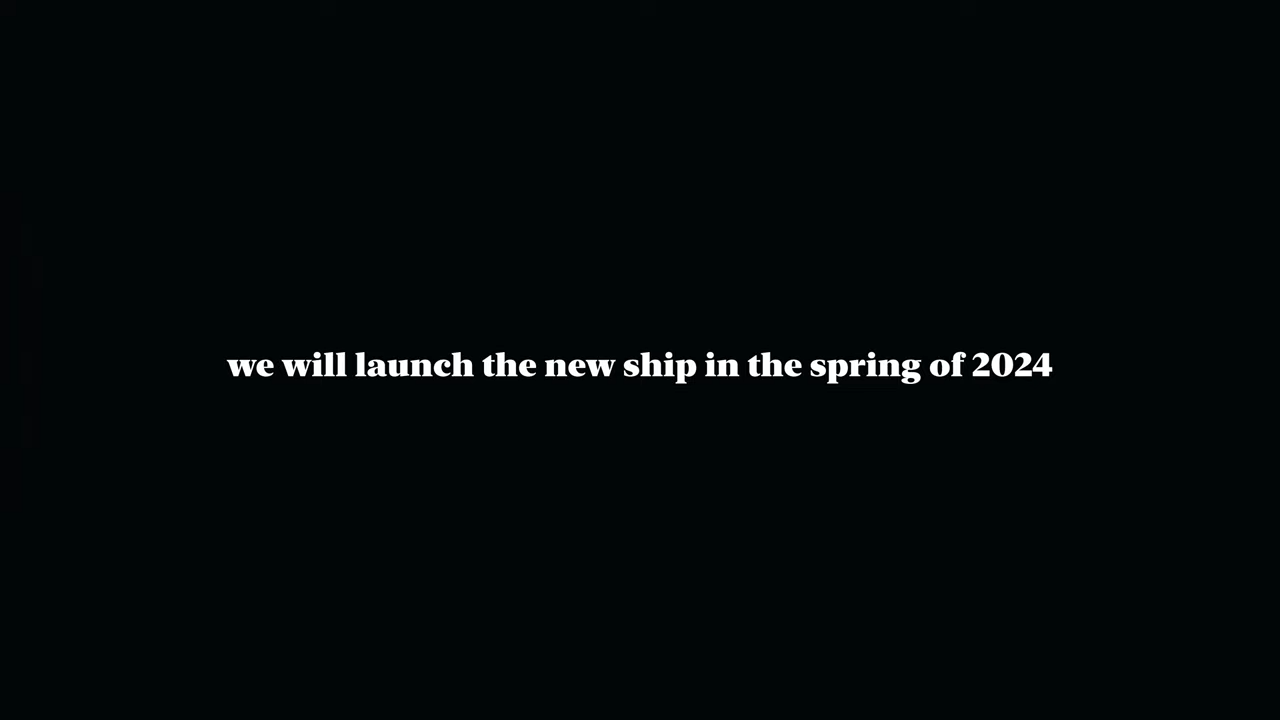 we will launch the new ship in the spring of 2024